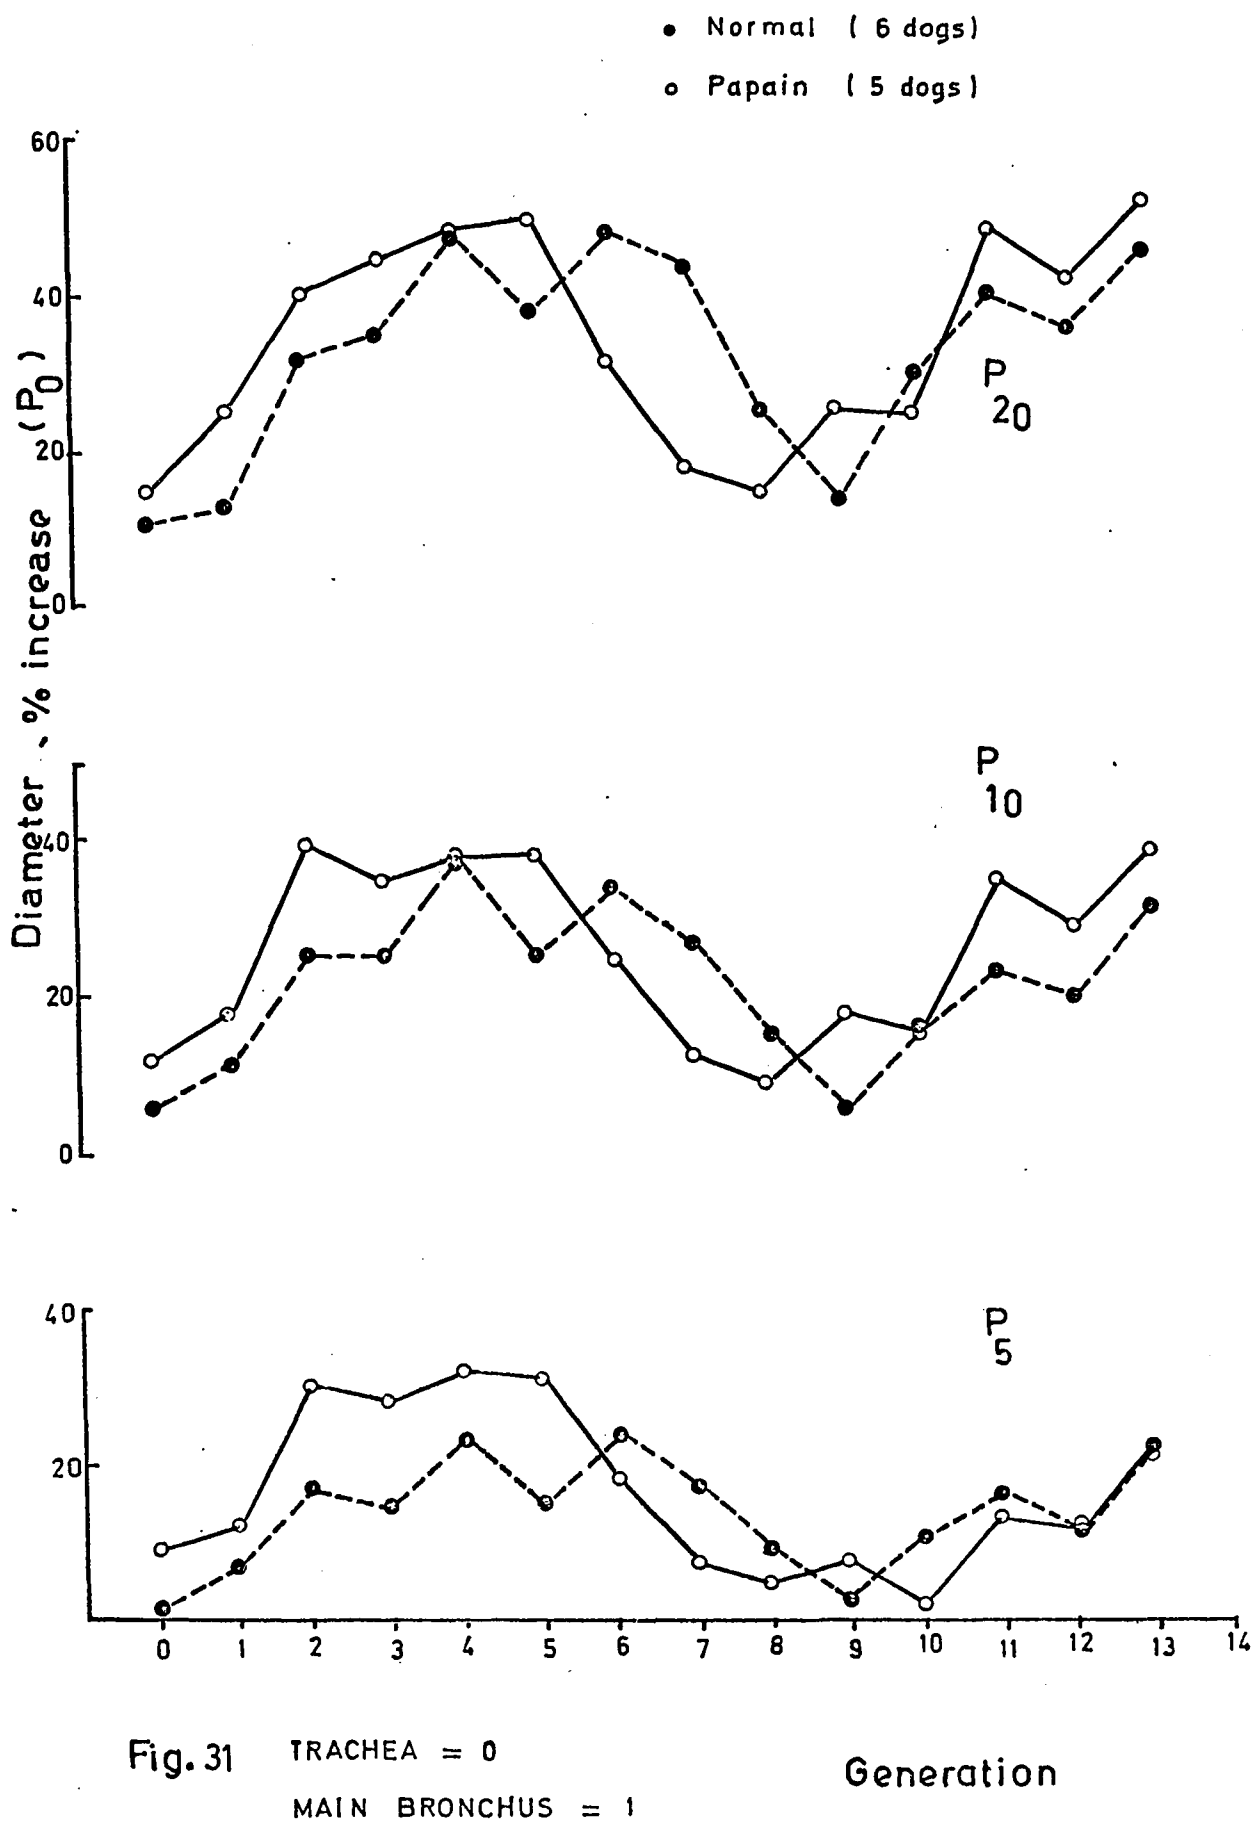 Normal ( 6 dogs )
Papain ( 5 dogs )
60
40
20
0
P
20
Diameter , % increase (P0)
P
10
40
20
0
P
5
40
20
0 1 2 3 4 5 6 7 8 9 10 11 12 13 14
Fig. 31 TRACHEA = 0
MAIN BRONCHUS = 1
Generation